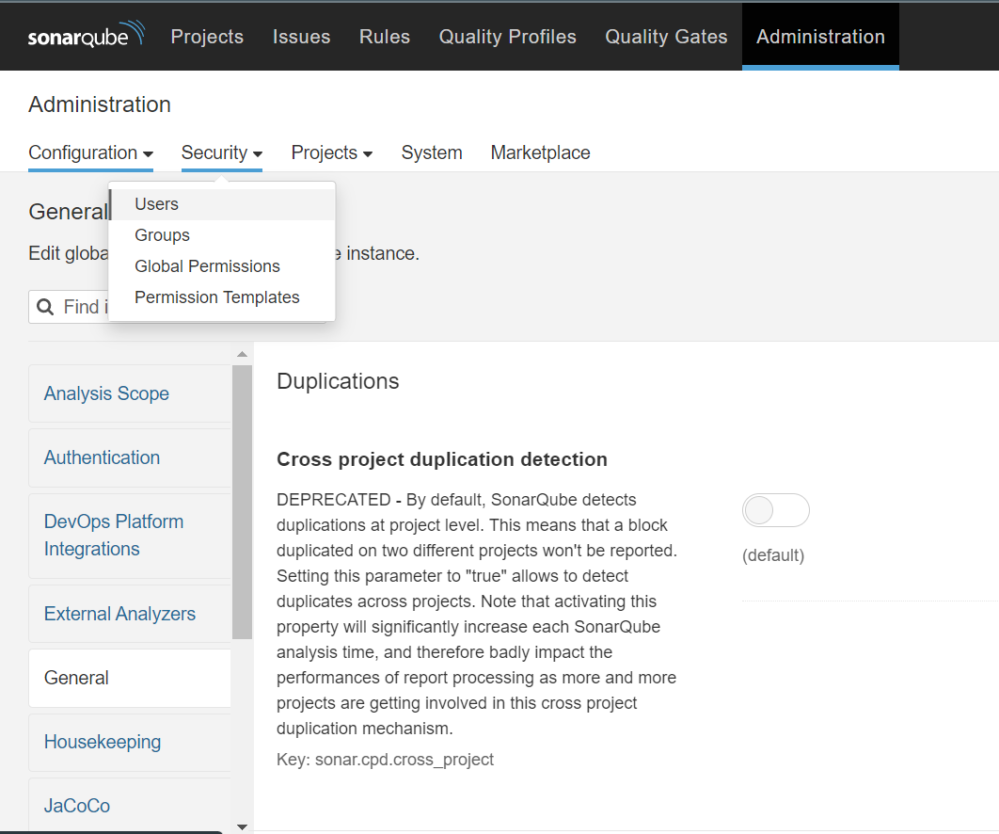 sonarqube Projects Issues Rules Quality Profiles Quality Gates Administration
Administration
Configuration Security Projects System Marketplace
Users
Groups
Global Permissions
Permission Templates
General
Edit globa e instance.
Find i
Analysis Scope
Authentication
DevOps Platform
Integrations
External Analyzers
General
Housekeeping
JaCoCo
Duplications
Cross project duplication detection
DEPRECATED - By default, SonarQube detects
duplications at project level. This means that a block
duplicated on two different projects won't be reported.
Setting this parameter to "true" allows to detect
duplicates across projects. Note that activating this
property will significantly increase each SonarQube
analysis time, and therefore badly impact the
performances of report processing as more and more
projects are getting involved in this cross project
duplication mechanism.
Key: sonar.cpd.cross_project
(default)